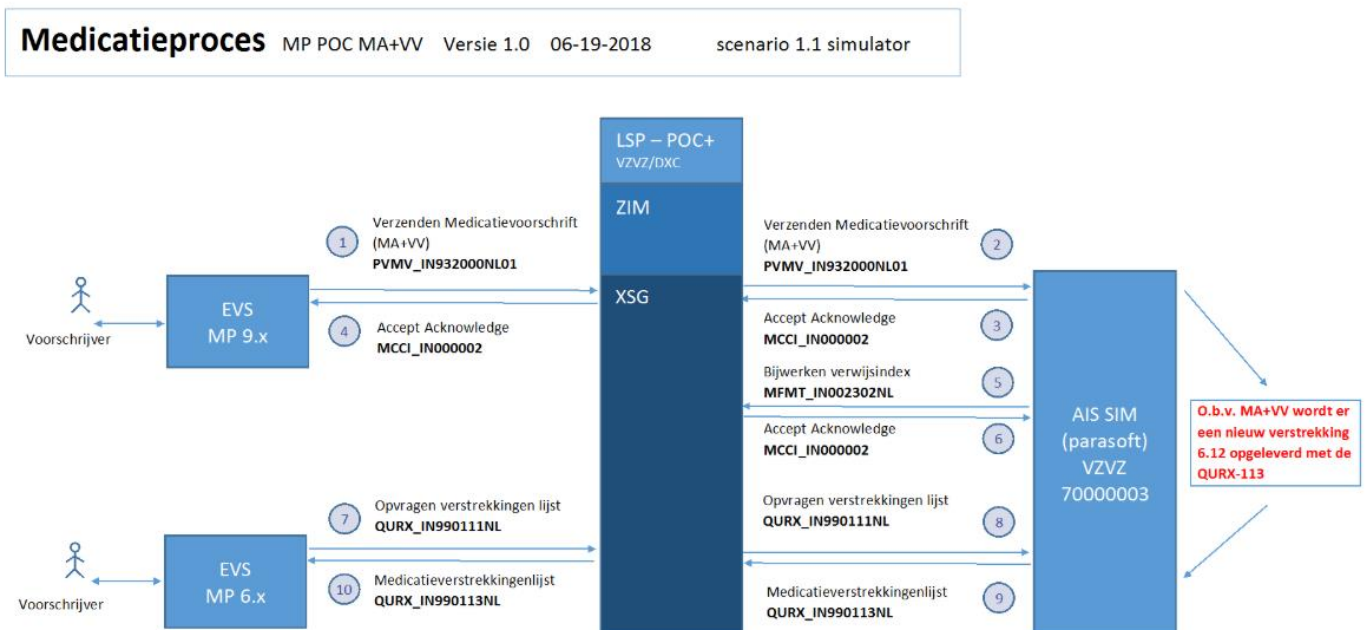 Medicatieproces MP POC MA+VV Versie 1.0 06-19-2018 scenario 1.1 simulator
LSP – POC+
VZVZ/DXC
ZIM
XSG
1
Verzenden Medicatievoorschrift
(MA+VV)
PVMV_IN932000NL01
Verzenden Medicatievoorschrift
(MA+VV)
PVMV_IN932000NL01
2
Voorschrijver
EVS
MP 9.x
4
Accept Acknowledge
MCCI_IN000002
Accept Acknowledge
MCCI_IN000002
3
Bijwerken verwijsindex
MFMT_IN002302NL
5
Accept Acknowledge
MCCI_IN000002
6
AIS SIM
(parasoft)
VZVZ
70000003
O.b.v. MA+VV wordt er
een nieuw verstrekking
6.12 opgeleverd met de
QURX-113
7
Opvragen verstrekkingen lijst
QURX_IN990111NL
Opvragen verstrekkingen lijst
QURX_IN990111NL
8
Voorschrijver
EVS
MP 6.x
10
Medicatieverstrekkingenlijst
QURX_IN990113NL
Medicatieverstrekkingenlijst
QURX_IN990113NL
9